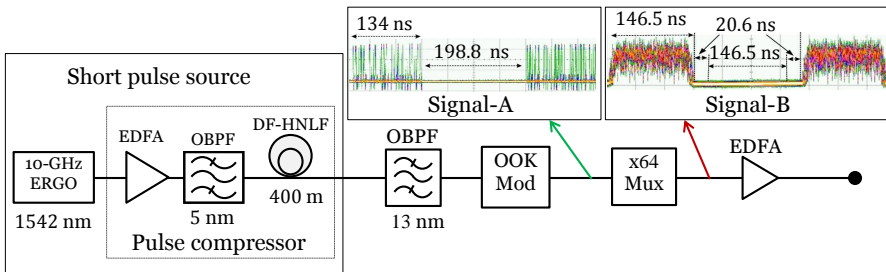 134 ns
198.8 ns
Signal-A
146.5 ns
20.6 ns
146.5 ns
Signal-B
Short pulse source
EDFA
OBPF
DF-HNLF
10-GHz
ERGO
1542 nm
5 nm
400 m
Pulse compressor
OBPF
13 nm
OOK
Mod
x64
Mux
EDFA